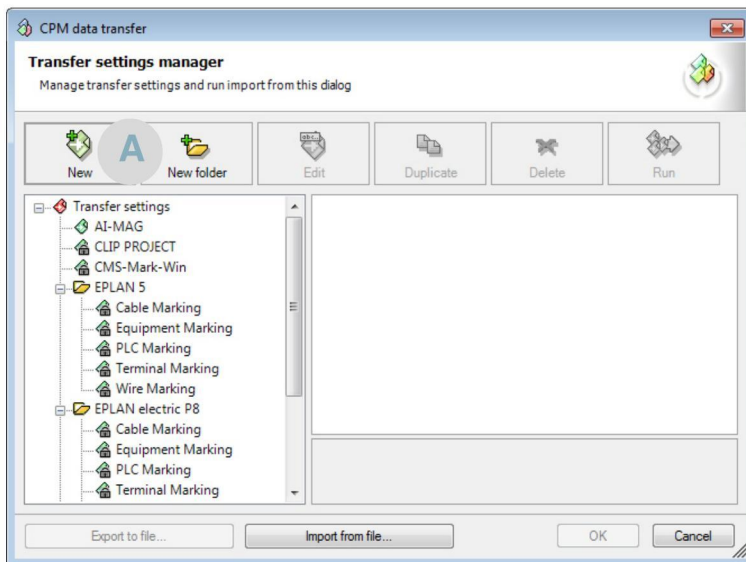 CPM data transfer
Transfer settings manager
Manage transfer settings and run import from this dialog
A
New
New folder
Edit
Duplicate
Delete
Run
Transfer settings
AI-MAG
CLIP PROJECT
CMS-Mark-Win
EPLAN 5
Cable Marking
Equipment Marking
PLC Marking
Terminal Marking
Wire Marking
EPLAN electric P8
Cable Marking
Equipment Marking
PLC Marking
Terminal Marking
Export to file...
Import from file...
OK
Cancel